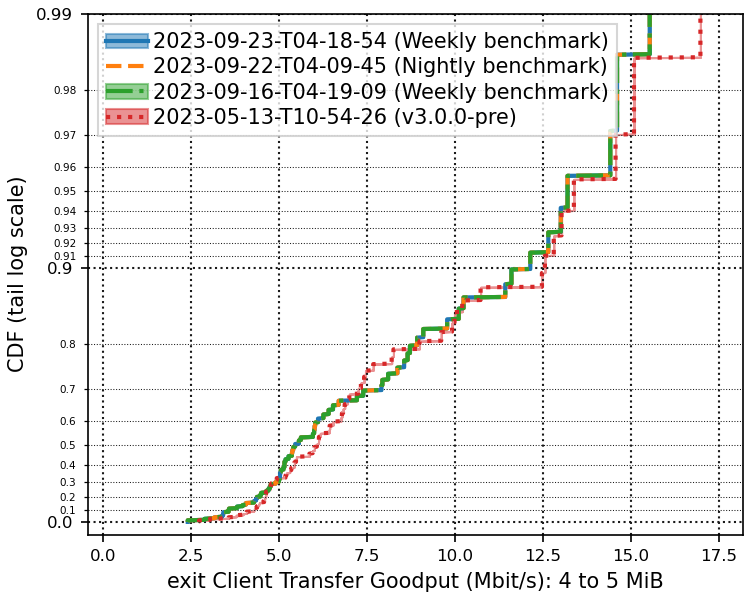 0.99
2023-09-23-T04-18-54 (Weekly benchmark)
2023-09-22-T04-09-45 (Nightly benchmark)
2023-09-16-T04-19-09 (Weekly benchmark)
2023-05-13-T10-54-26 (v3.0.0-pre)
0.98
0.97
0.96
0.95
0.94
0.93
0.92
0.91
0.9
0.8
0.7
0.6
0.5
0.4
0.3
0.2
0.1
0.0
CDF (tail log scale)
0.0 2.5 5.0 7.5 10.0 12.5 15.0 17.5
exit Client Transfer Goodput (Mbit/s): 4 to 5 MiB